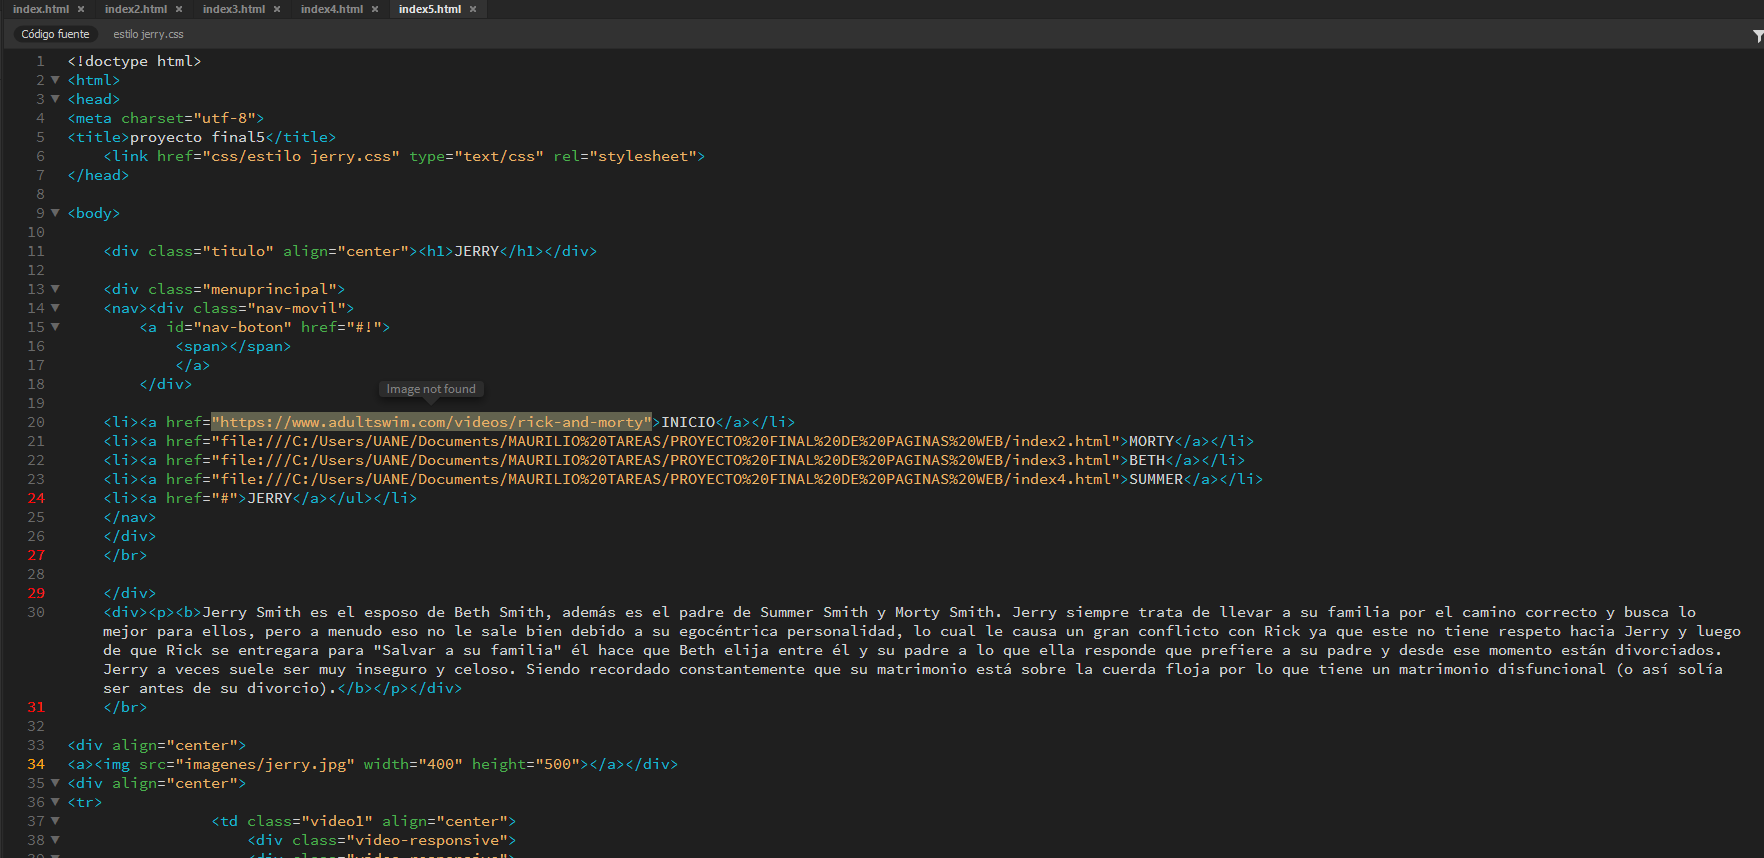 index.html × index2.html × index3.html × index4.html × index5.html ×
Código fuente estilo jerry.css
1 <!doctype html>
2 <html>
3 <head>
4 <meta charset="utf-8">
5 <title>proyecto final5</title>
6 <link href="css/estilo jerry.css" type="text/css" rel="stylesheet">
7 </head>
8
9 <body>
10
11 <div class="titulo" align="center"><h1>JERRY</h1></div>
12
13 <div class="menuprincipal">
14 <nav><div class="nav-movil">
15 <a id="nav-boton" href="#!">
16 <span></span>
17 </a>
18 </div>
Image not found
19
20 <li><a href="https://www.adultswim.com/videos/rick-and-morty">INICIO</a></li>
21 <li><a href="file:///C:/Users/UANE/Documents/MAURILIO%20TAREAS/PROYECTO%20FINAL%20DE%20PAGINAS%20WEB/index2.html">MORTY</a></li>
22 <li><a href="file:///C:/Users/UANE/Documents/MAURILIO%20TAREAS/PROYECTO%20FINAL%20DE%20PAGINAS%20WEB/index3.html">BETH</a></li>
23 <li><a href="file:///C:/Users/UANE/Documents/MAURILIO%20TAREAS/PROYECTO%20FINAL%20DE%20PAGINAS%20WEB/index4.html">SUMMER</a></li>
24 <li><a href="#">JERRY</a></ul></li>
25 </nav>
26 </div>
27 </br>
28
29 </div>
30 <div><p><b>Jerry Smith es el esposo de Beth Smith, además es el padre de Summer Smith y Morty Smith. Jerry siempre trata de llevar a su familia por el camino correcto y busca lo
mejor para ellos, pero a menudo eso no le sale bien debido a su egocéntrica personalidad, lo cual le causa un gran conflicto con Rick ya que este no tiene respeto hacia Jerry y luego
de que Rick se entregara para "Salvar a su familia" él hace que Beth elija entre él y su padre a lo que ella responde que prefiere a su padre y desde ese momento están divorciados.
Jerry a veces suele ser muy inseguro y celoso. Siendo recordado constantemente que su matrimonio está sobre la cuerda floja por lo que tiene un matrimonio disfuncional (o así solía
ser antes de su divorcio).</b></p></div>
31 </br>
32
33 <div align="center">
34 <a><img src="imagenes/jerry.jpg" width="400" height="500"></a></div>
35 <div align="center">
36 <tr>
37 <td class="video1" align="center">
38 <div class="video-responsive">